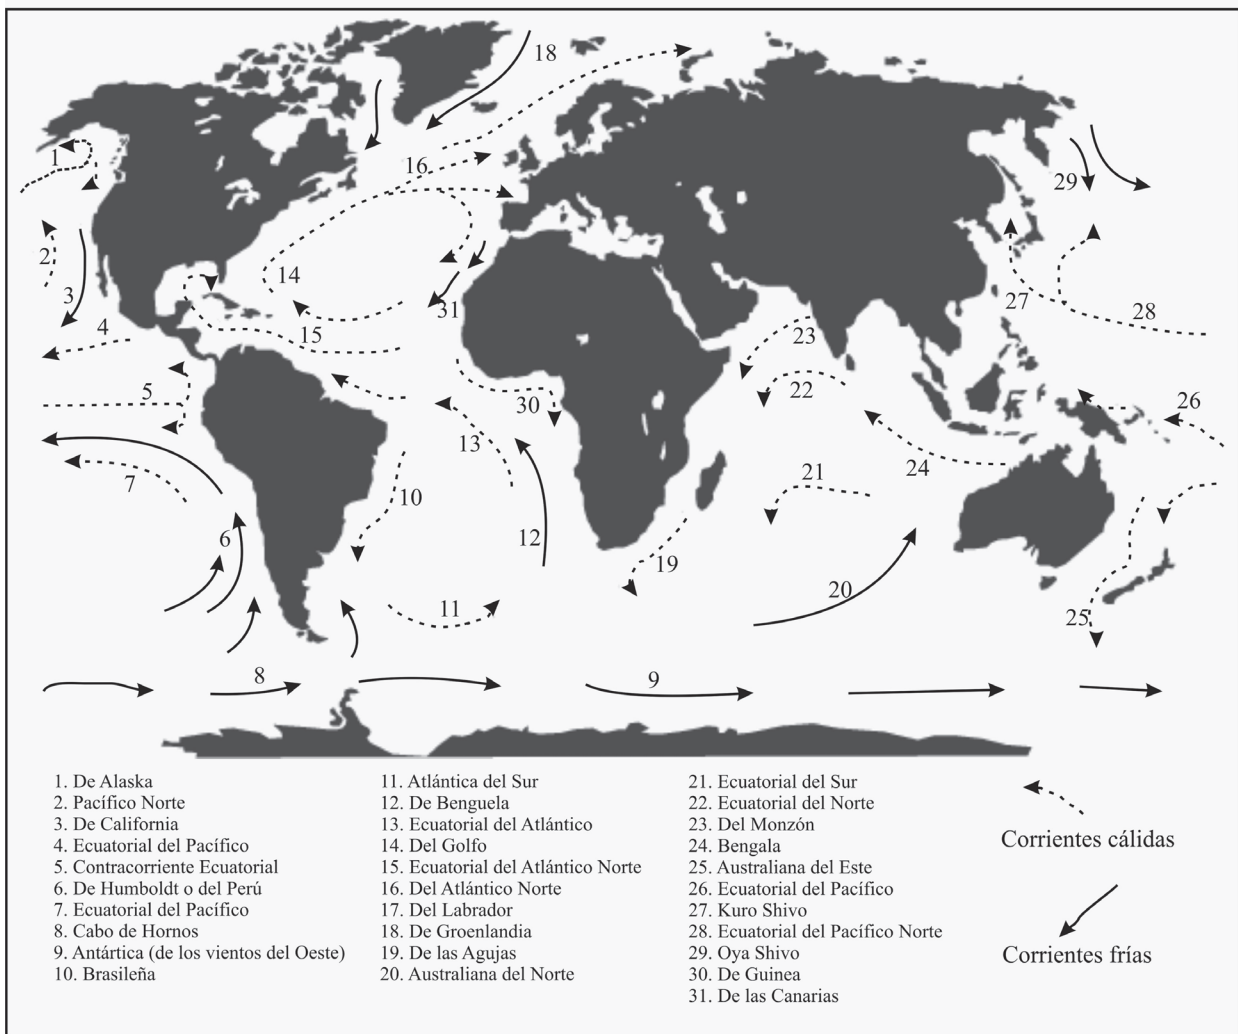 18
1
16
29
2
14
3
31
27
28
4
15
23
5
22
30
26
13
24
7
10
21
6
12
19
20
11
25
8
9
1. De Alaska
2. Pacífico Norte
3. De California
4. Ecuatorial del Pacífico
5. Contracorriente Ecuatorial
6. De Humboldt o del Perú
7. Ecuatorial del Pacífico
8. Cabo de Hornos
9. Antártica (de los vientos del Oeste)
10. Brasileña
11. Atlántica del Sur
12. De Benguela
13. Ecuatorial del Atlántico
14. Del Golfo
15. Ecuatorial del Atlántico Norte
16. Del Atlántico Norte
17. Del Labrador
18. De Groenlandia
19. De las Agujas
20. Australiana del Norte
21. Ecuatorial del Sur
22. Ecuatorial del Norte
23. Del Monzón
24. Bengala
25. Australiana del Este
26. Ecuatorial del Pacífico
27. Kuro Shivo
28. Ecuatorial del Pacífico Norte
29. Oya Shivo
30. De Guinea
31. De las Canarias
Corrientes cálidas
Corrientes frías